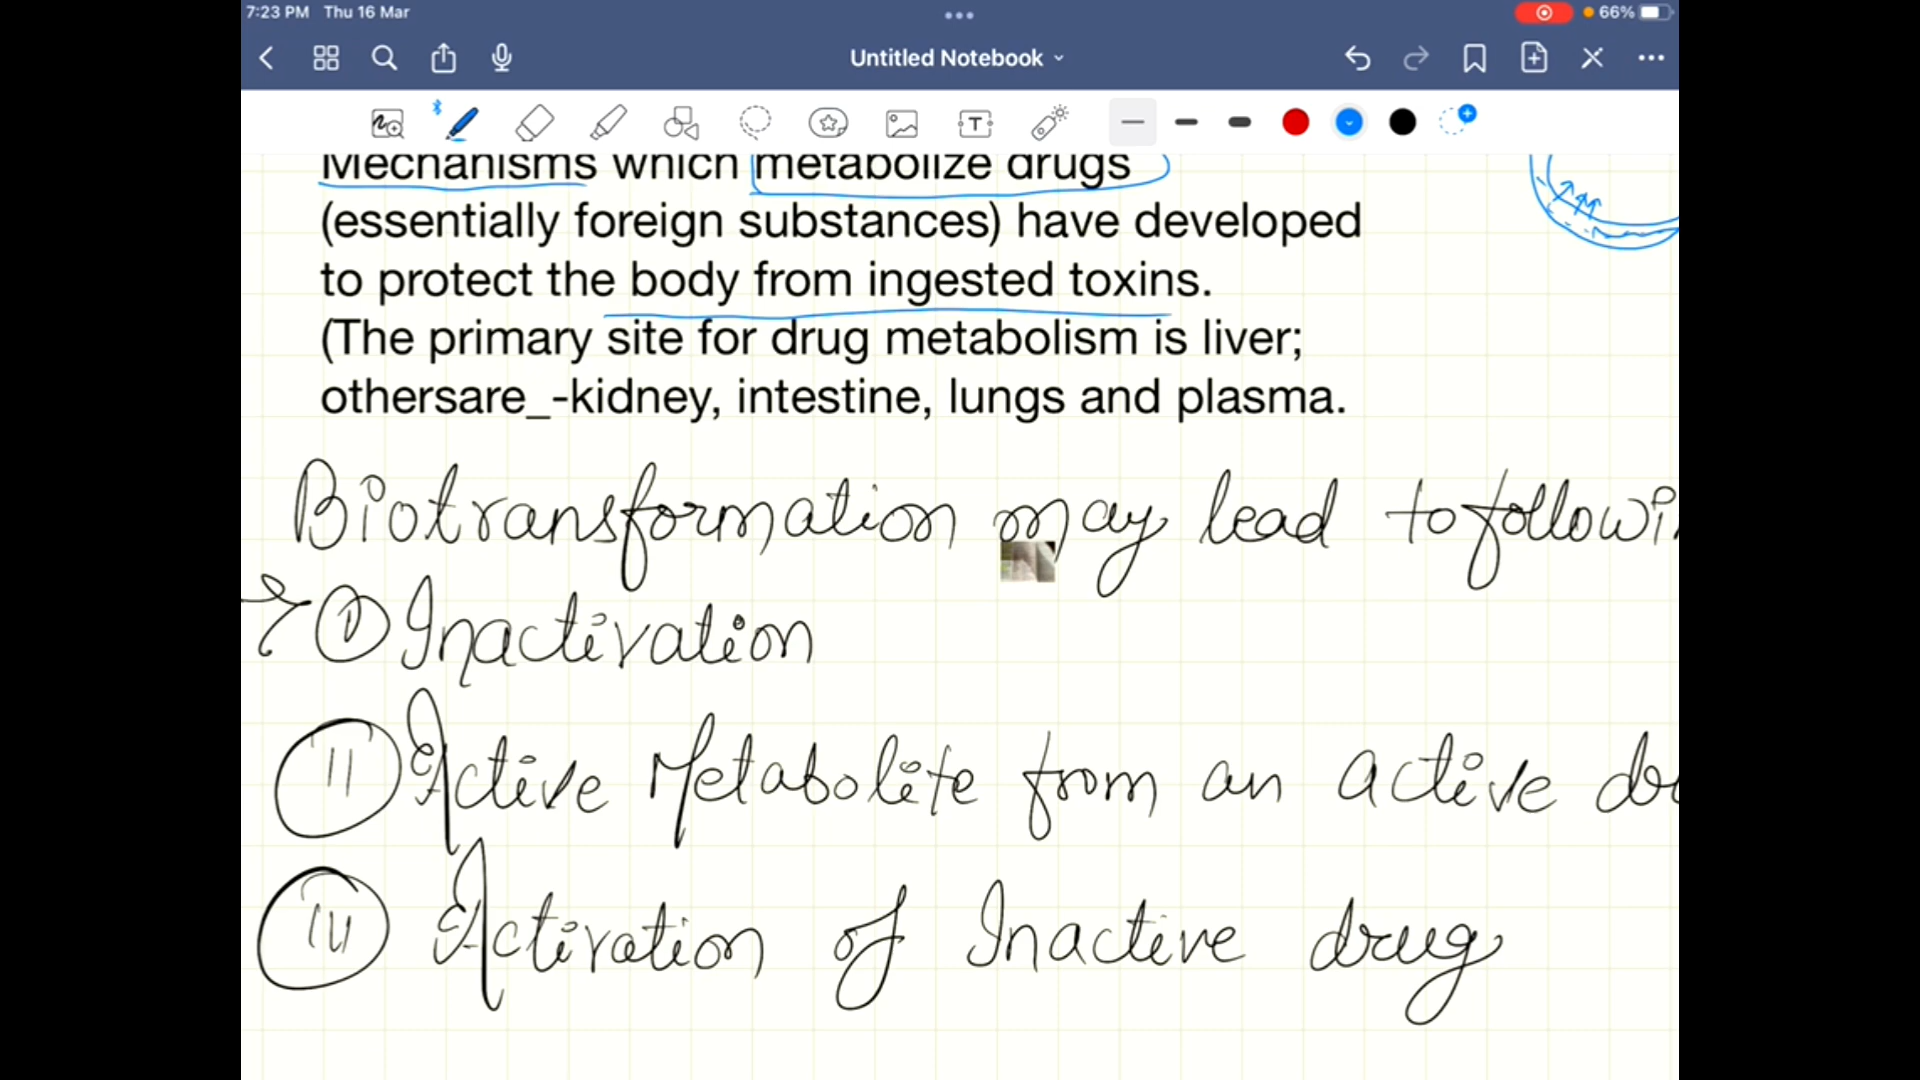 7:23 PM Thu 16 Mar
66%
Untitled Notebook
Mechanisms which metabolize drugs
(essentially foreign substances) have developed
to protect the body from ingested toxins.
(The primary site for drug metabolism is liver;
othersare_-kidney, intestine, lungs and plasma.
Biotransformation may lead to followi
① Inactivation
II Active Metabolite from an active dr
III Activation of Inactive drug